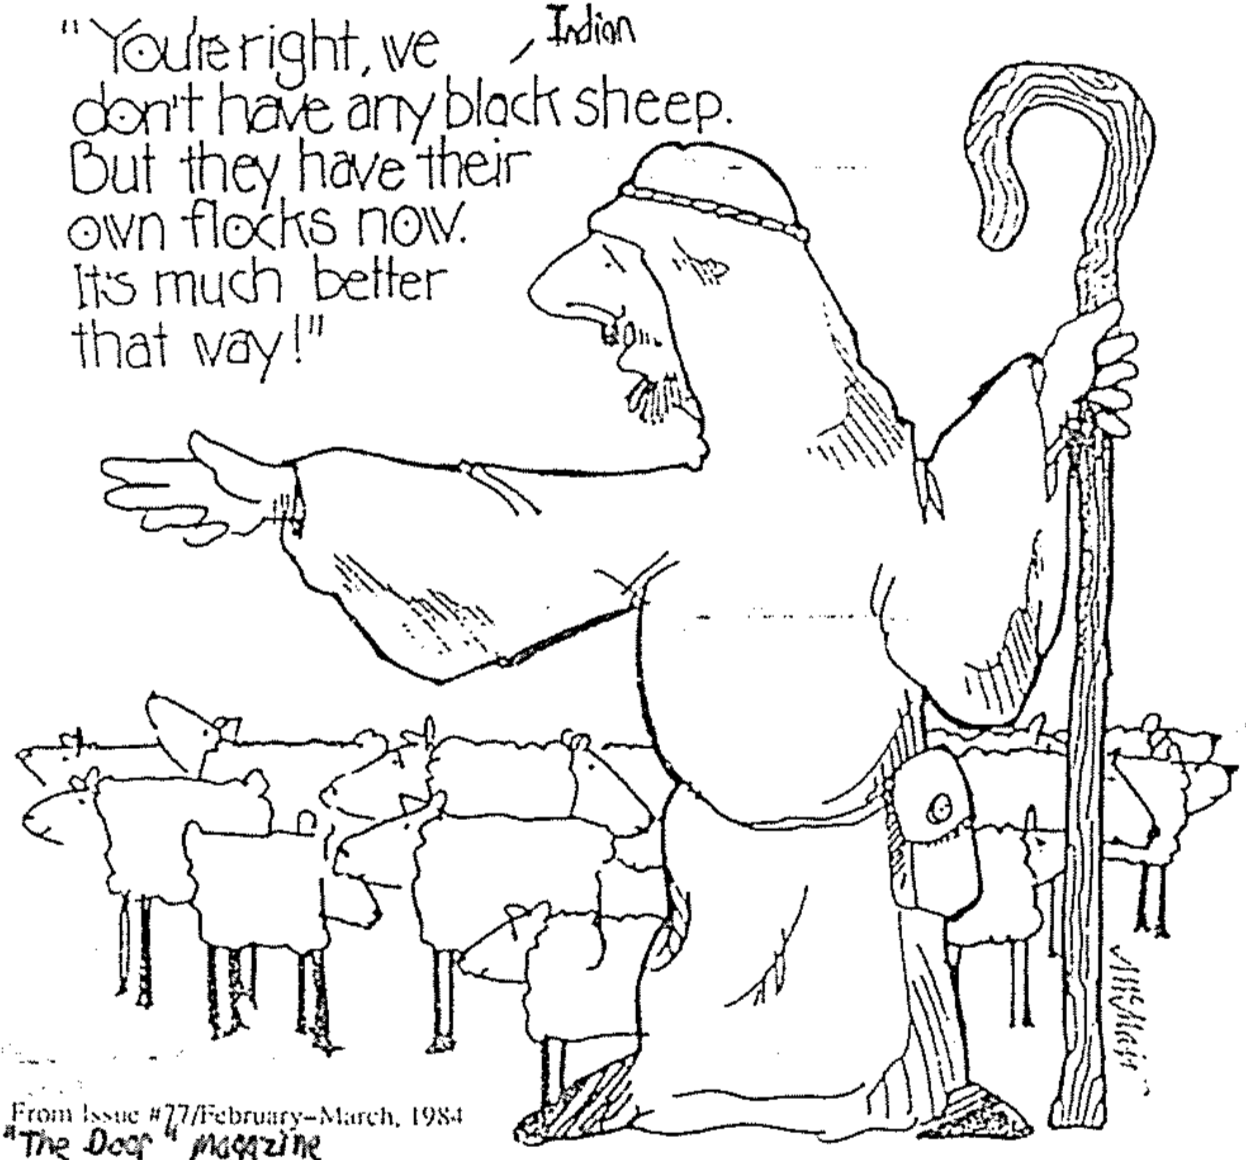 "You're right, we
Indian
don't have any black sheep.
But they have their
own flocks now.
It's much better
that way!"
From Issue #77/February–March, 1984
"The Door" Magazine